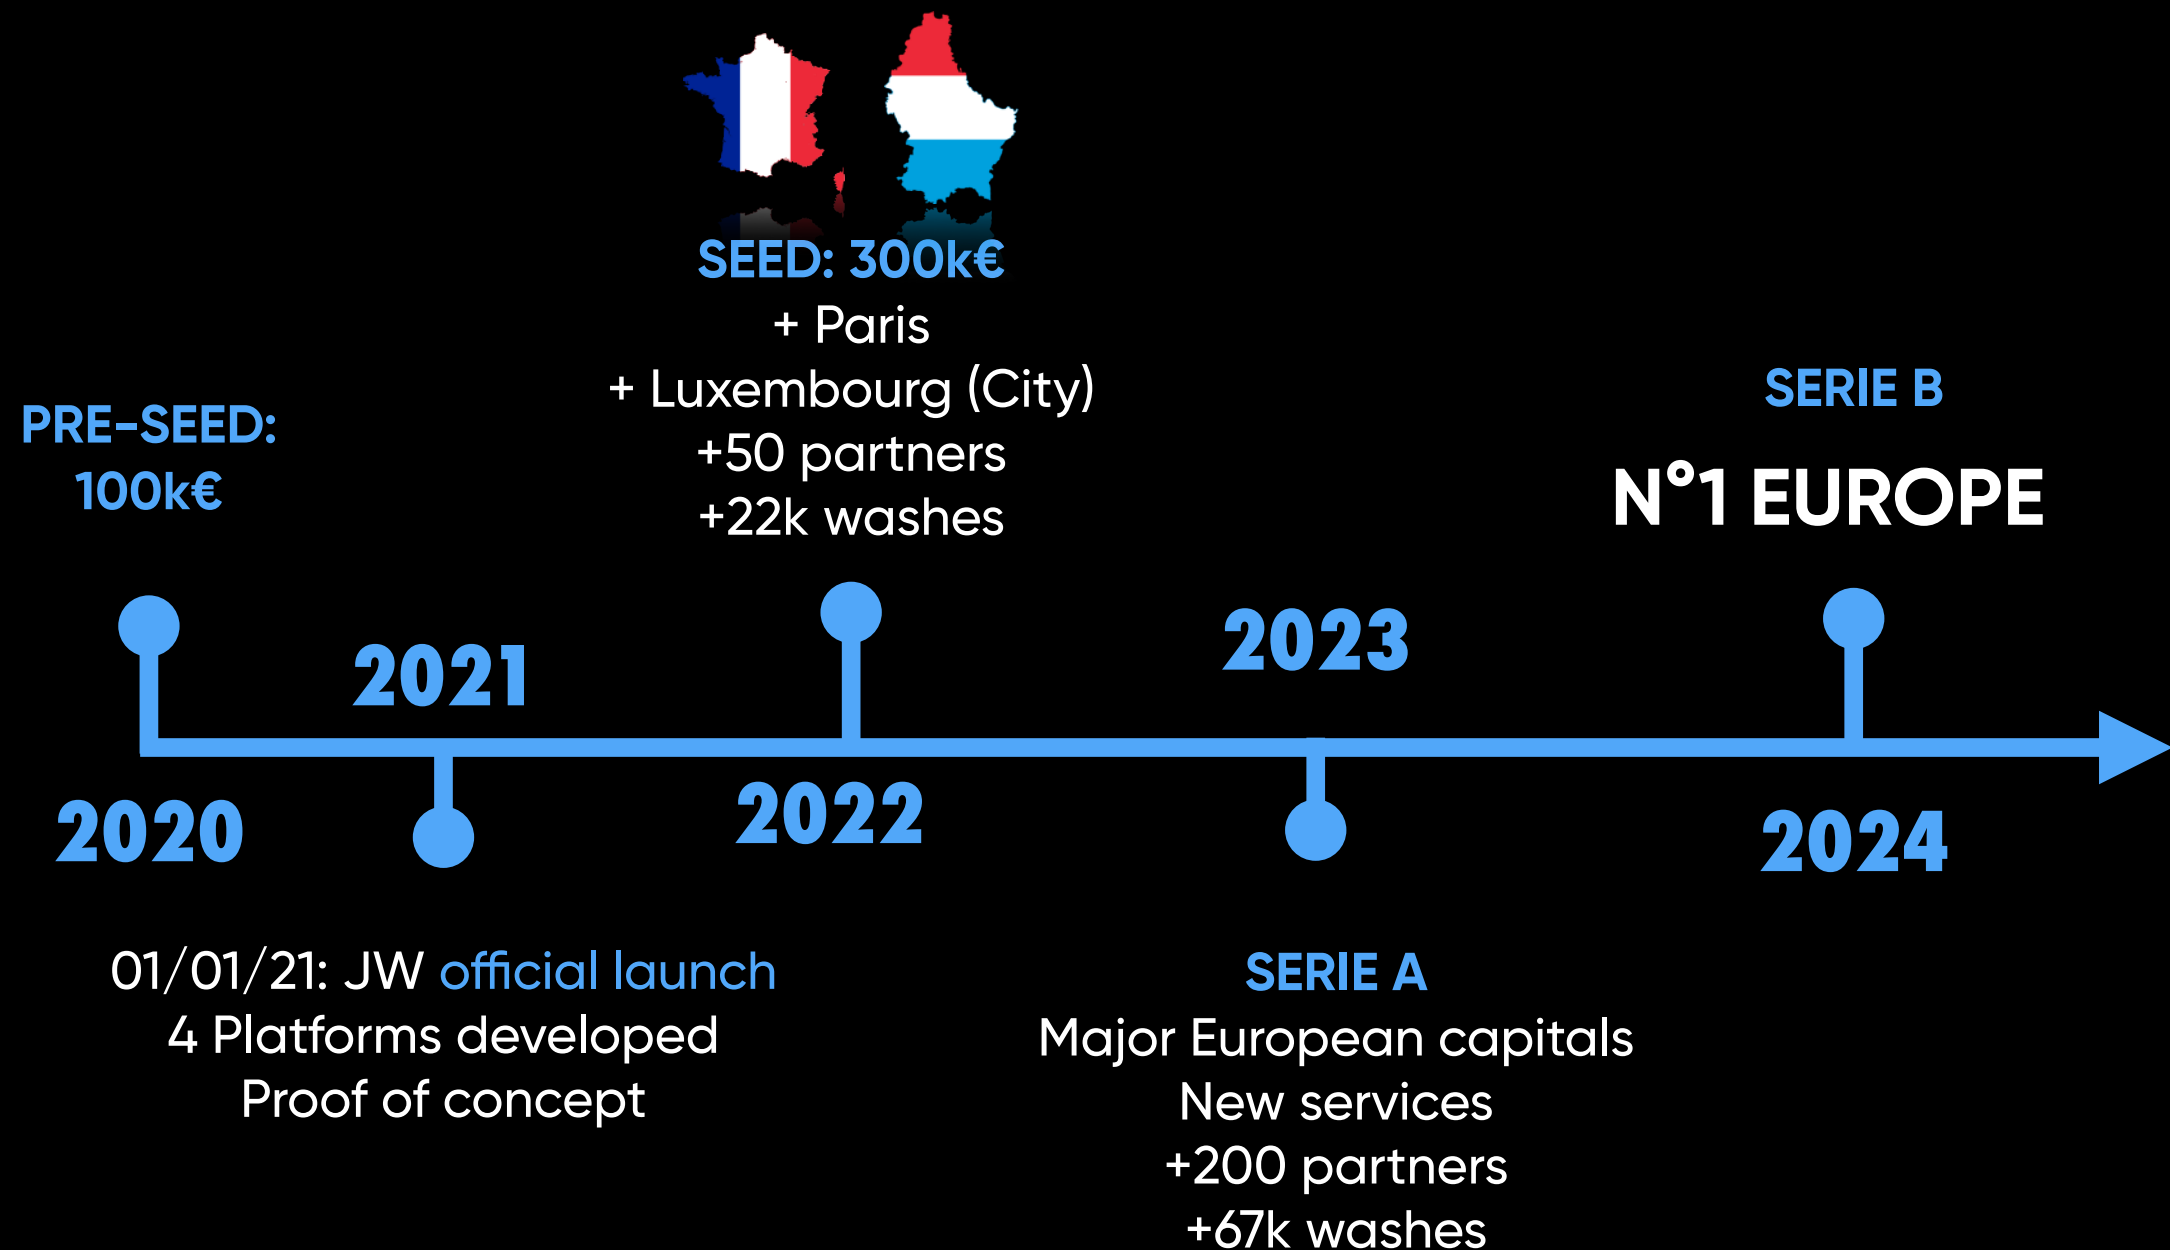 PRE-SEED:
100k€
2020
2021
01/01/21: JW official launch
4 Platforms developed
Proof of concept
SEED: 300k€
+ Paris
+ Luxembourg (City)
+50 partners
+22k washes
2022
2023
SERIE A
Major European capitals
New services
+200 partners
+67k washes
SERIE B
N°1 EUROPE
2024